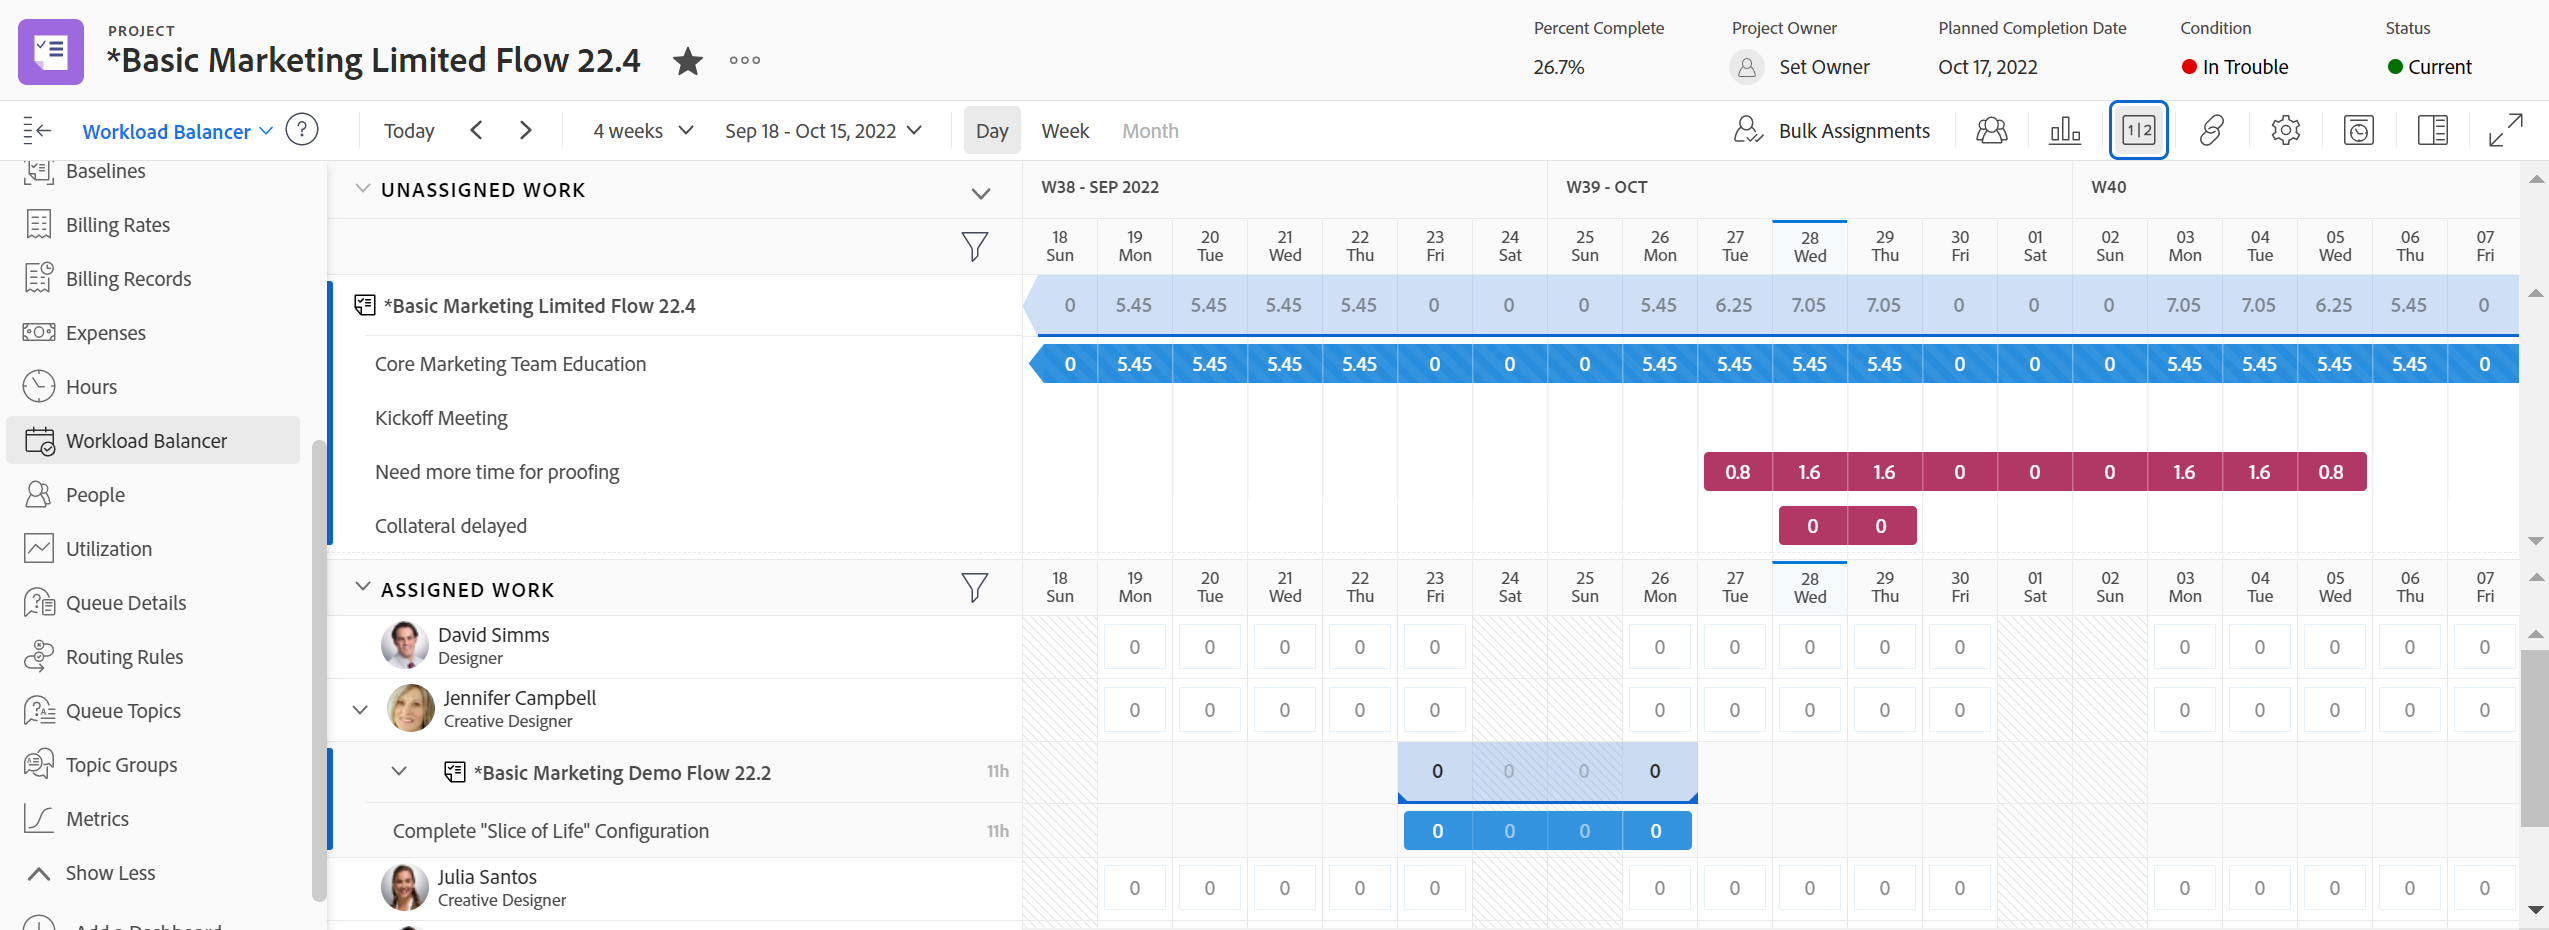 PROJECT
*Basic Marketing Limited Flow 22.4
Percent Complete
26.7%
Project Owner
Set Owner
Planned Completion Date
Oct 17, 2022
Condition
In Trouble
Status
Current
Workload Balancer
?
Today
4 weeks
Sep 18 - Oct 15, 2022
Day
Week
Month
Bulk Assignments
1|2
Baselines
Billing Rates
Billing Records
Expenses
Hours
Workload Balancer
People
Utilization
Queue Details
Routing Rules
Queue Topics
Topic Groups
Metrics
Show Less
UNASSIGNED WORK
W38 - SEP 2022
W39 - OCT
W40
18 19 20 21 22 23 24 25 26 27 28 29 30 01 02 03 04 05 06 07
Sun Mon Tue Wed Thu Fri Sat Sun Mon Tue Wed Thu Fri Sat Sun Mon Tue Wed Thu Fri
*Basic Marketing Limited Flow 22.4 0 5.45 5.45 5.45 5.45 0 0 0 5.45 6.25 7.05 7.05 0 0 0 7.05 7.05 6.25 5.45 0
Core Marketing Team Education 0 5.45 5.45 5.45 5.45 0 0 0 5.45 5.45 5.45 5.45 0 0 0 5.45 5.45 5.45 5.45 0
Kickoff Meeting
Need more time for proofing 0.8 1.6 1.6 0 0 0 1.6 1.6 0.8
Collateral delayed 0 0
ASSIGNED WORK
18 19 20 21 22 23 24 25 26 27 28 29 30 01 02 03 04 05 06 07
Sun Mon Tue Wed Thu Fri Sat Sun Mon Tue Wed Thu Fri Sat Sun Mon Tue Wed Thu Fri
David Simms
Designer
0 0 0 0 0 0 0 0 0 0 0 0 0 0 0
Jennifer Campbell
Creative Designer
0 0 0 0 0 0 0 0 0 0 0 0 0 0 0
*Basic Marketing Demo Flow 22.2 11h 0 0 0 0
Complete "Slice of Life" Configuration 11h 0 0 0 0
Julia Santos
Creative Designer
0 0 0 0 0 0 0 0 0 0 0 0 0 0 0